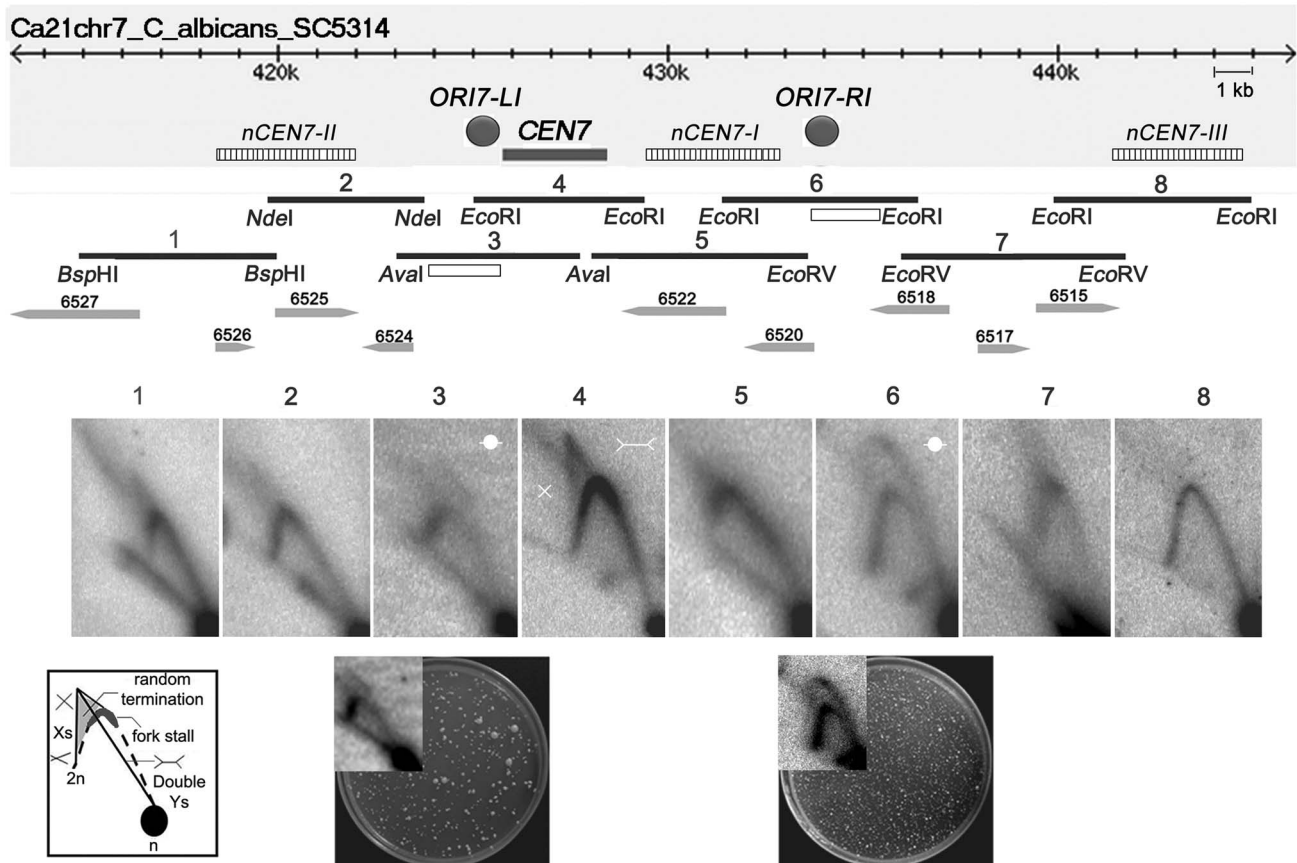 Ca21chr7_C_albicans_SC5314
420k 430k 440k
1 kb
ORI7-LI ORI7-RI
nCEN7-II CEN7 nCEN7-I nCEN7-III
2 4 6 8
NdeI NdeI EcoRI EcoRI EcoRI EcoRI EcoRI EcoRI
1 3 5 7
BspHI BspHI AvaI AvaI EcoRV EcoRV EcoRV
6527 6525 6522 6518 6515
6526 6524 6520 6517
1 2 3 4 5 6 7 8
random
termination
Xs fork stall
2n Double
Ys
n